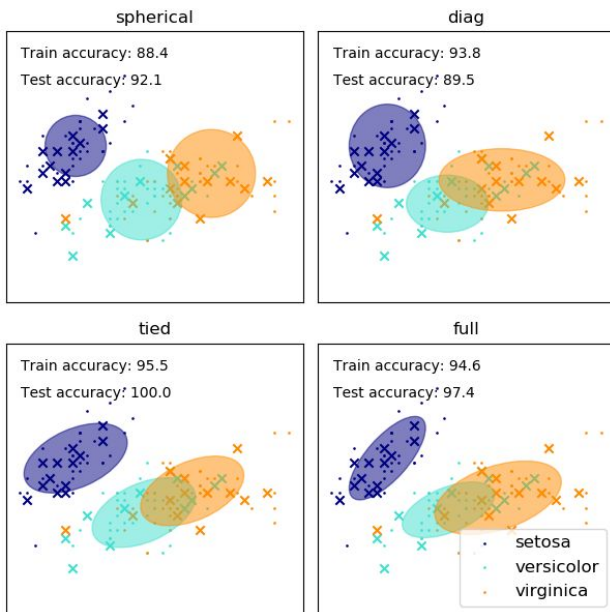 spherical
Train accuracy: 88.4
Test accuracy: 92.1
diag
Train accuracy: 93.8
Test accuracy: 89.5
tied
Train accuracy: 95.5
Test accuracy: 100.0
full
Train accuracy: 94.6
Test accuracy: 97.4
setosa
versicolor
virginica